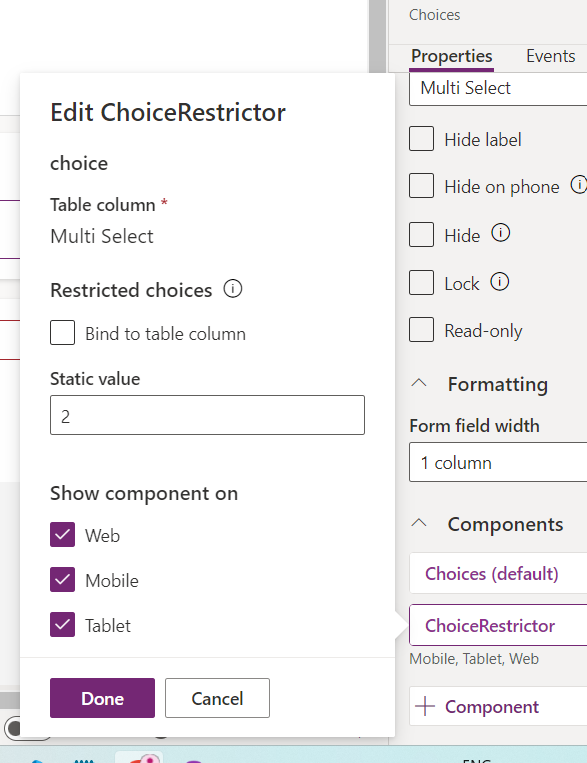 Choices
Properties Events
Multi Select
Hide label
Hide on phone
Hide
Lock
Read-only
Formatting
Form field width
1 column
Components
Choices (default)
ChoiceRestrictor
Mobile, Tablet, Web
Component
Edit ChoiceRestrictor
choice
Table column *
Multi Select
Restricted choices
Bind to table column
Static value
2
Show component on
Web
Mobile
Tablet
Done Cancel